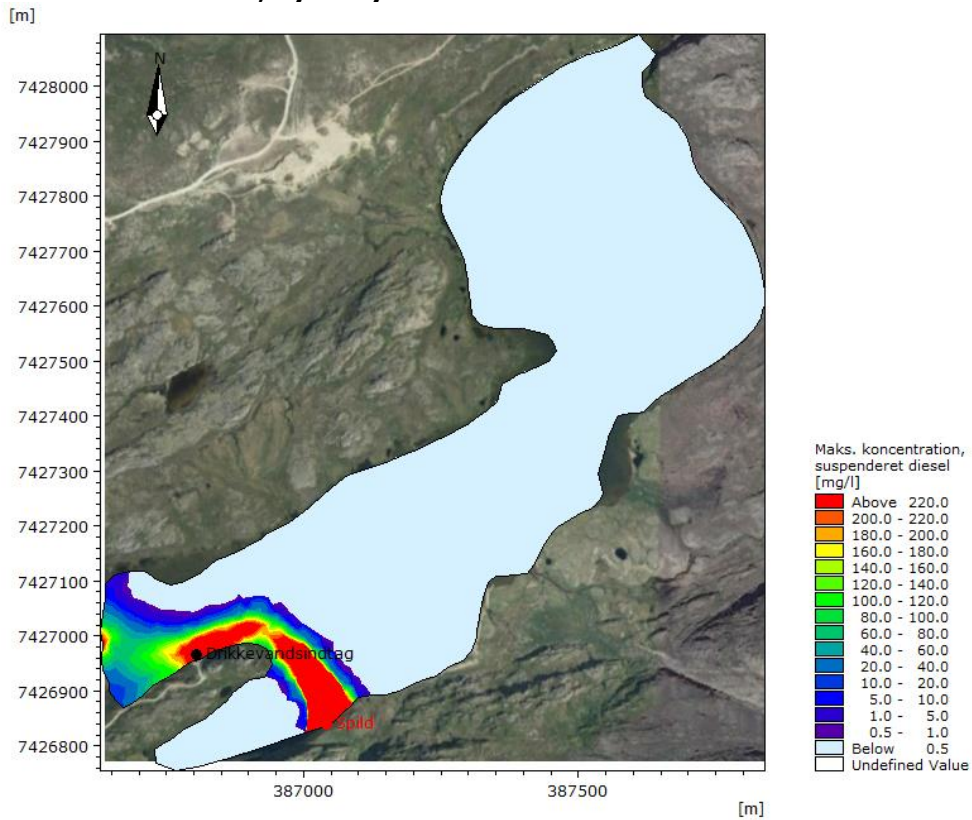 [m]
N
7428000
7427900
7427800
7427700
7427600
7427500
7427400
7427300
7427200
7427100
7427000
7426900
7426800
Drikkevandsindtag
Spild
387000
387500
[m]
Maks. koncentration,
suspenderet diesel
[mg/l]
Above 220.0
200.0 - 220.0
180.0 - 200.0
160.0 - 180.0
140.0 - 160.0
120.0 - 140.0
100.0 - 120.0
80.0 - 100.0
60.0 - 80.0
40.0 - 60.0
20.0 - 40.0
10.0 - 20.0
5.0 - 10.0
1.0 - 5.0
0.5 - 1.0
Below 0.5
Undefined Value